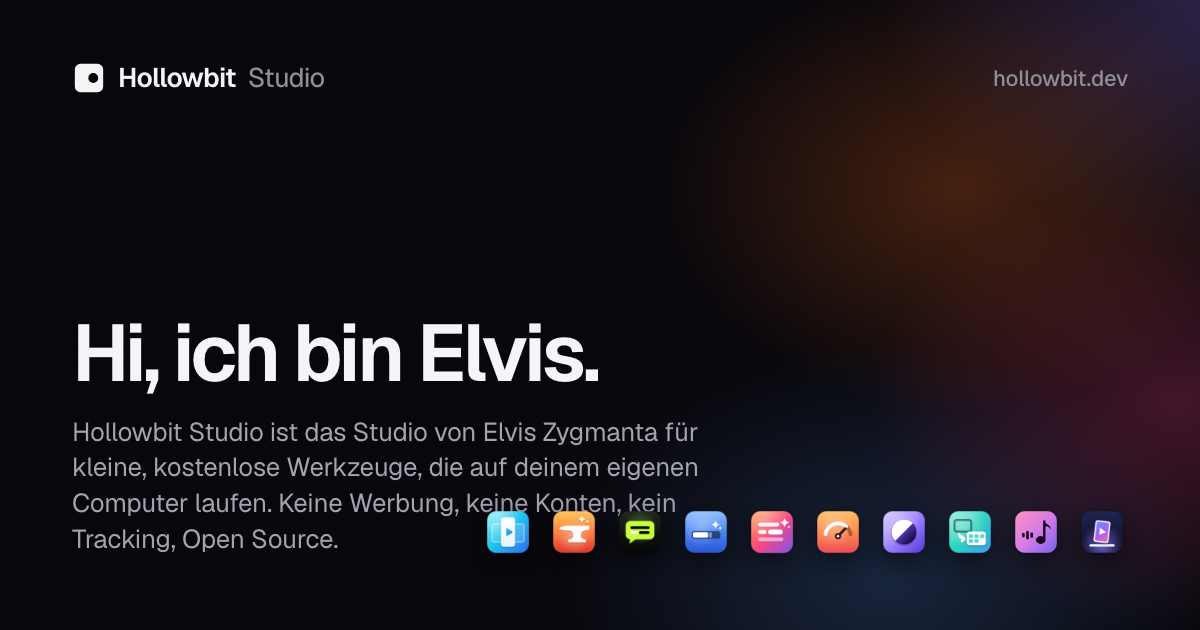 Hollowbit Studio
hollowbit.dev
Hi, ich bin Elvis.
Hollowbit Studio ist das Studio von Elvis Zygmanta für
kleine, kostenlose Werkzeuge, die auf deinem eigenen
Computer laufen. Keine Werbung, keine Konten, kein
Tracking, Open Source.